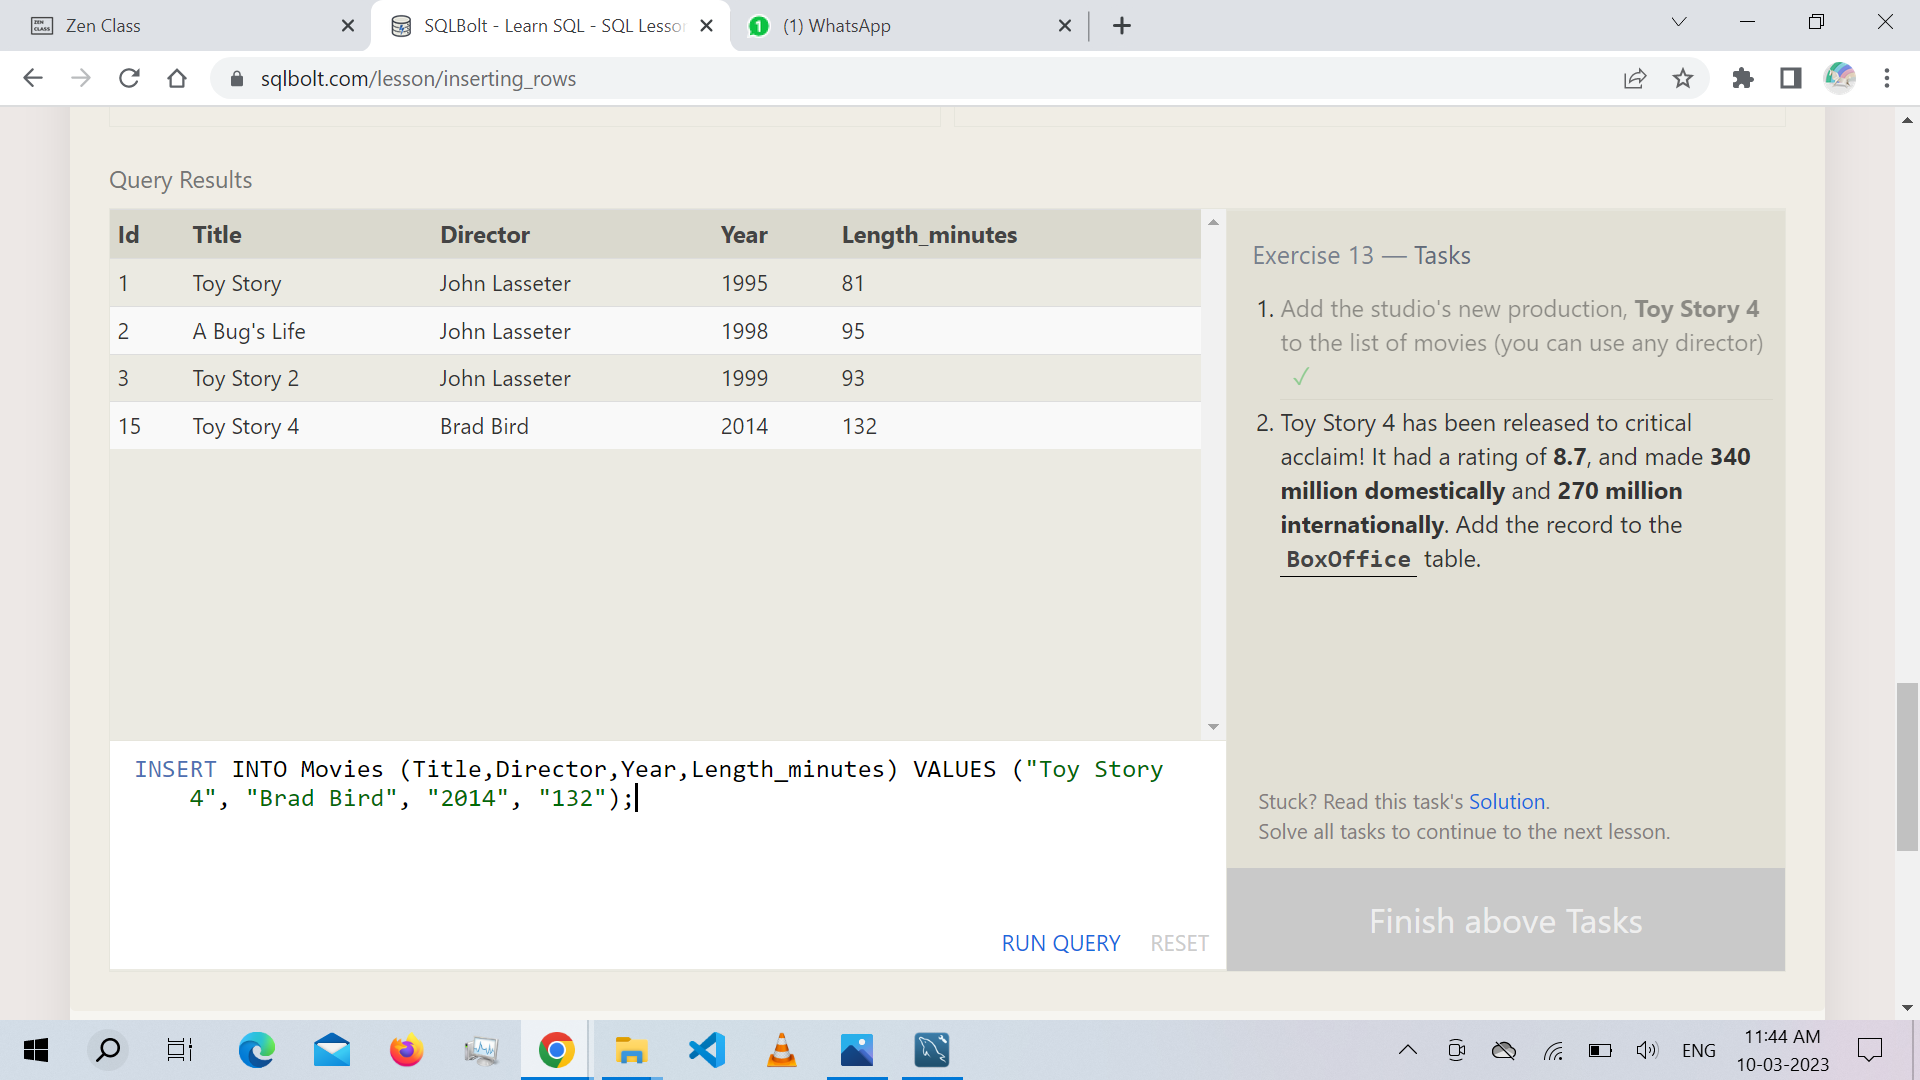 ZEN CLASS Zen Class
SQLBolt - Learn SQL - SQL Lesso
1 (1) WhatsApp
sqlbolt.com/lesson/inserting_rows
Query Results
Id Title Director Year Length_minutes
1 Toy Story John Lasseter 1995 81
2 A Bug's Life John Lasseter 1998 95
3 Toy Story 2 John Lasseter 1999 93
15 Toy Story 4 Brad Bird 2014 132
INSERT INTO Movies (Title,Director,Year,Length_minutes) VALUES ("Toy Story
4", "Brad Bird", "2014", "132");
RUN QUERY RESET
Exercise 13 — Tasks
1. Add the studio's new production, Toy Story 4
to the list of movies (you can use any director)
✓
2. Toy Story 4 has been released to critical
acclaim! It had a rating of 8.7, and made 340
million domestically and 270 million
internationally. Add the record to the
BoxOffice table.
Stuck? Read this task's Solution.
Solve all tasks to continue to the next lesson.
Finish above Tasks
ENG
11:44 AM
10-03-2023